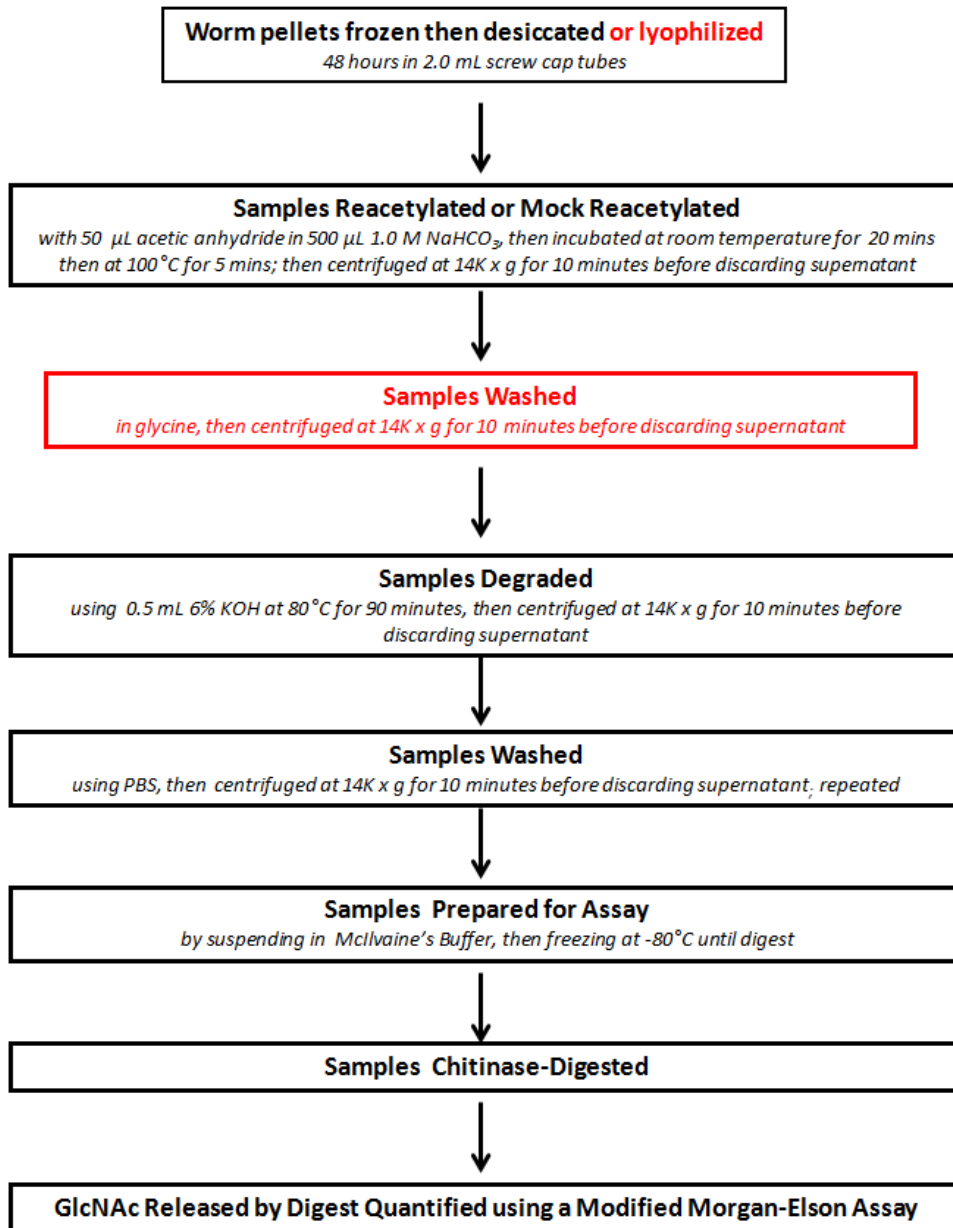 Worm pellets frozen then desiccated or lyophilized
48 hours in 2.0 mL screw cap tubes
Samples Reacetylated or Mock Reacetylated
with 50 µL acetic anhydride in 500 µL 1.0 M NaHCO₃, then incubated at room temperature for 20 mins
then at 100°C for 5 mins; then centrifuged at 14K x g for 10 minutes before discarding supernatant
Samples Washed
in glycine, then centrifuged at 14K x g for 10 minutes before discarding supernatant
Samples Degraded
using 0.5 mL 6% KOH at 80°C for 90 minutes, then centrifuged at 14K x g for 10 minutes before
discarding supernatant
Samples Washed
using PBS, then centrifuged at 14K x g for 10 minutes before discarding supernatant; repeated
Samples Prepared for Assay
by suspending in McIlvaine's Buffer, then freezing at -80°C until digest
Samples Chitinase-Digested
GlcNAc Released by Digest Quantified using a Modified Morgan-Elson Assay